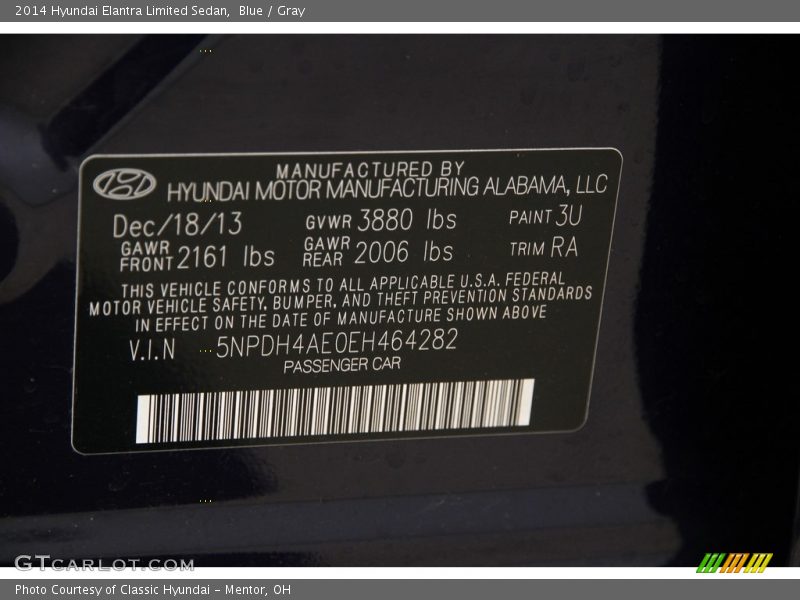 2014 Hyundai Elantra Limited Sedan,  Blue / Gray
MANUFACTURED BY
HYUNDAI MOTOR MANUFACTURING ALABAMA, LLC
Dec/18/13 GVWR 3880 lbs PAINT 3U
GAWR FRONT 2161 lbs GAWR REAR 2006 lbs TRIM RA
THIS VEHICLE CONFORMS TO ALL APPLICABLE U.S.A. FEDERAL
MOTOR VEHICLE SAFETY, BUMPER, AND THEFT PREVENTION STANDARDS
IN EFFECT ON THE DATE OF MANUFACTURE SHOWN ABOVE
V.I.N 5NPDH4AE0EH464282
PASSENGER CAR
GTCARLOT.COM
Photo Courtesy of Classic Hyundai - Mentor, OH